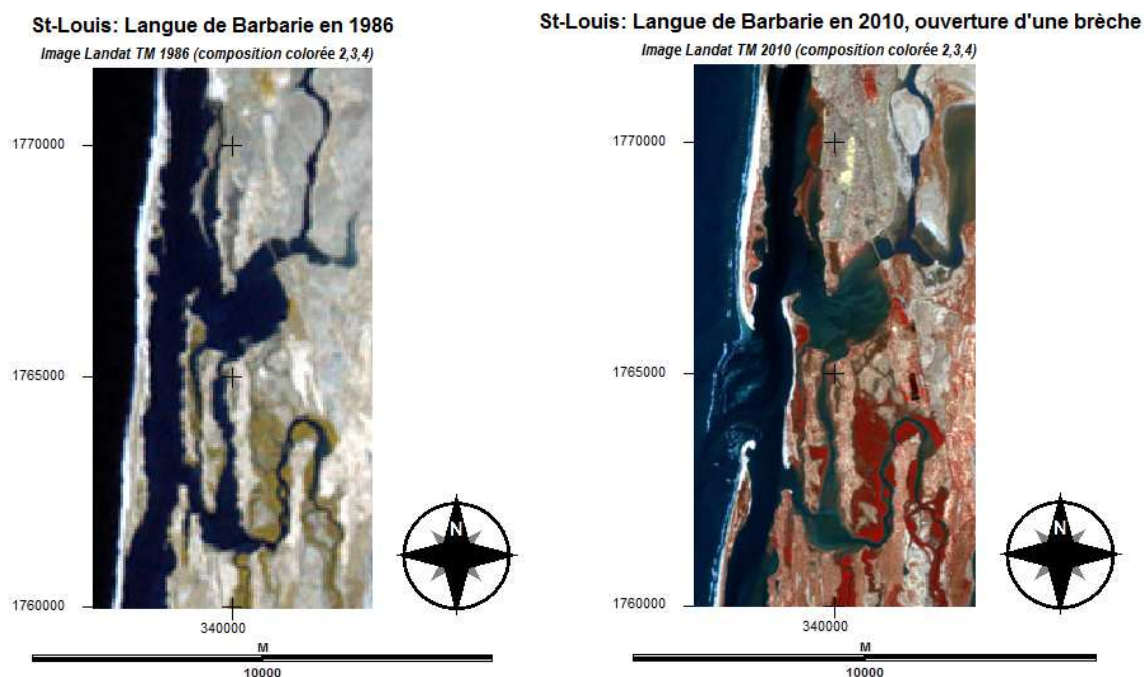 St-Louis: Langue de Barbarie en 1986
Image Landat TM 1986 (composition colorée 2,3,4)
1770000
1765000
1760000
340000
N
M
10000
St-Louis: Langue de Barbarie en 2010, ouverture d'une brèche
Image Landat TM 2010 (composition colorée 2,3,4)
1770000
1765000
1760000
340000
N
M
10000